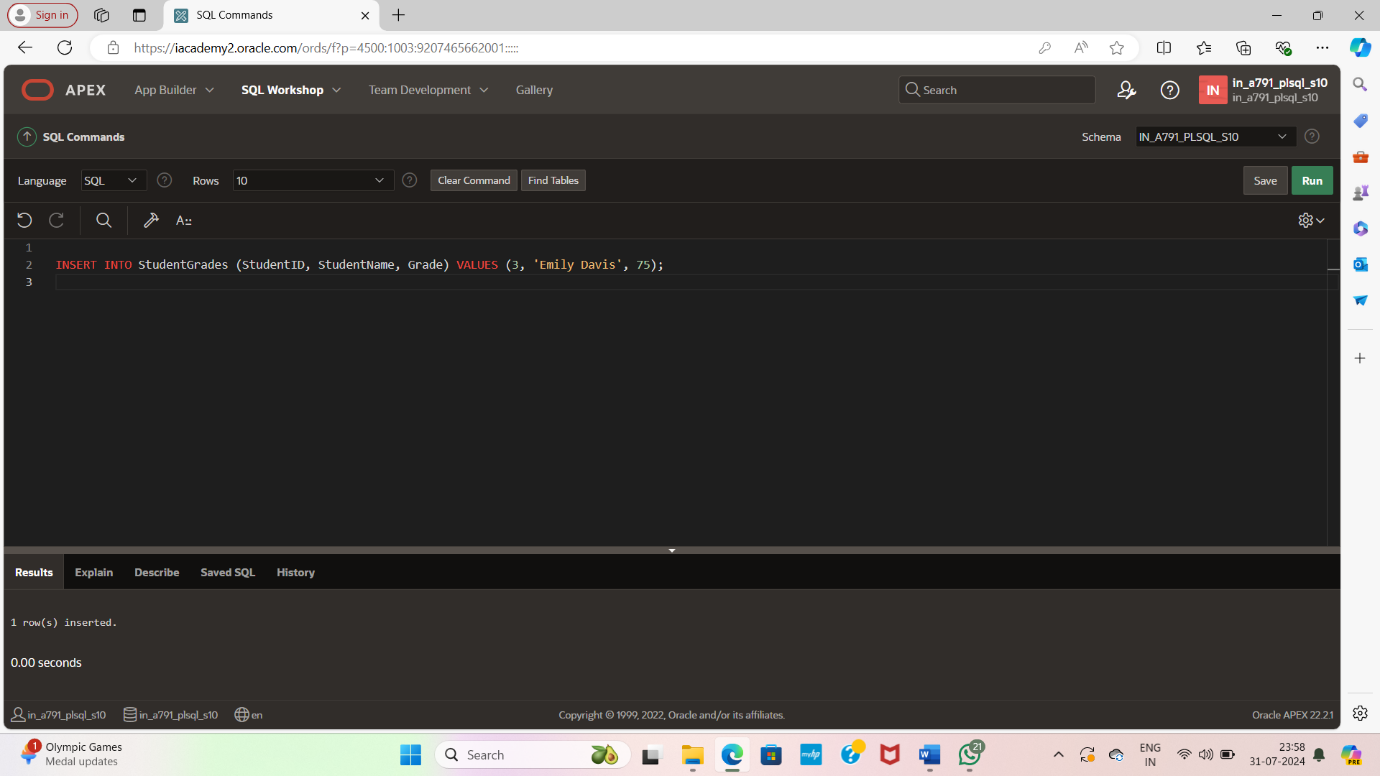 Sign in
SQL Commands
https://iacademy2.oracle.com/ords/f?p=4500:1003:9207465662001:::::
APEX App Builder SQL Workshop Team Development Gallery Search IN in_a791_plsql_s10
in_a791_plsql_s10
SQL Commands Schema IN_A791_PLSQL_S10
Language SQL Rows 10 Clear Command Find Tables Save Run
1
2 INSERT INTO StudentGrades (StudentID, StudentName, Grade) VALUES (3, 'Emily Davis', 75);
3
Results Explain Describe Saved SQL History
1 row(s) inserted.
0.00 seconds
in_a791_plsql_s10 in_a791_plsql_s10 en Copyright © 1999, 2022, Oracle and/or its affiliates. Oracle APEX 22.2.1
1 Olympic Games
Medal updates
Search
21
ENG
IN
23:58
31-07-2024
PRE